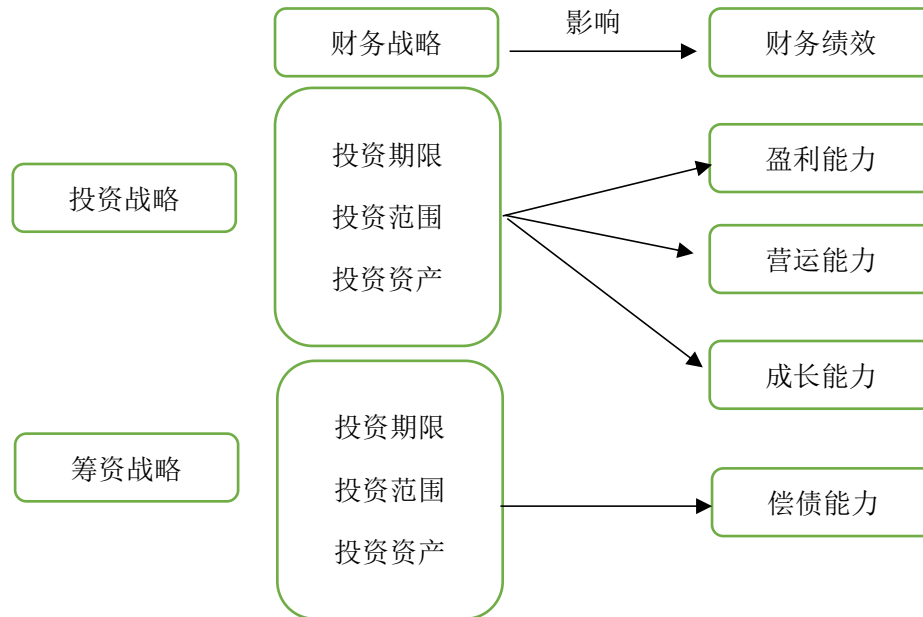 财务战略
影响
财务绩效
投资战略
投资期限
投资范围
投资资产
盈利能力
营运能力
成长能力
筹资战略
投资期限
投资范围
投资资产
偿债能力